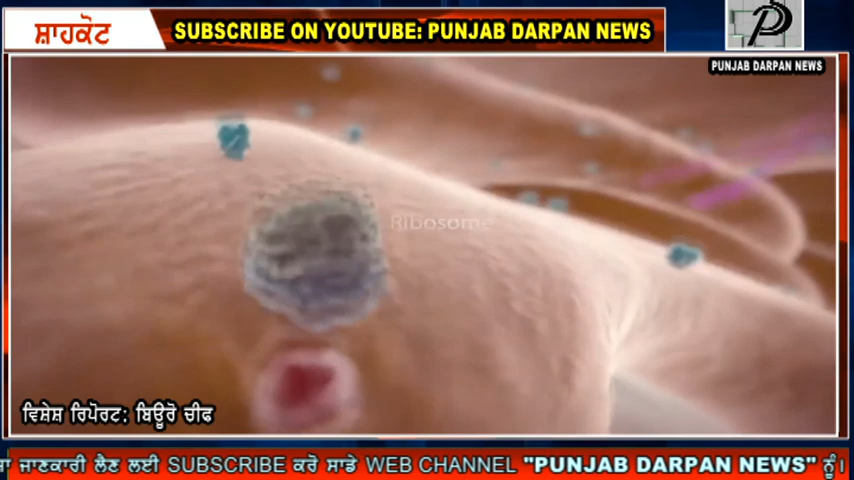 ਸ਼ਾਹਕੋਟ
SUBSCRIBE ON YOUTUBE: PUNJAB DARPAN NEWS
PUNJAB DARPAN NEWS
Ribosome
ਵਿਸ਼ੇਸ਼ ਰਿਪੋਰਟ: ਬਿਊਰੋ ਚੀਫ
ਜਾਣਕਾਰੀ ਲੈਣ ਲਈ SUBSCRIBE ਕਰੋ ਸਾਡੇ WEB CHANNEL "PUNJAB DARPAN NEWS" ਨੂੰ।